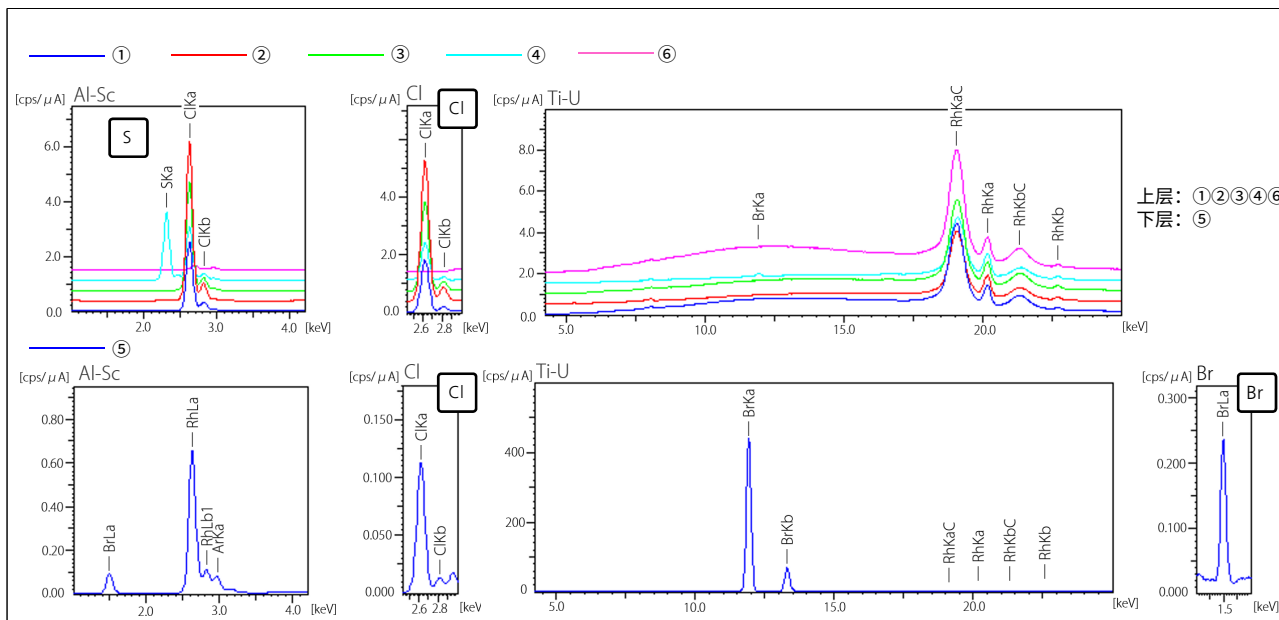 ① ② ③ ④ ⑥
[cps/μA] Al-Sc
S
SKa
ClKa
ClKb
6.0
4.0
2.0
0.0
2.0 3.0 4.0 [keV]
[cps/μA] Cl
Cl
ClKa
ClKb
4.0
2.0
0.0
2.6 2.8 [keV]
[cps/μA] Ti-U
BrKa
RhKaC
RhKa
RhKbC
RhKb
8.0
6.0
4.0
2.0
0.0
5.0 10.0 15.0 20.0 [keV]
上层：①②③④⑥
下层：⑤
⑤
[cps/μA] Al-Sc
BrLa
RhLa
RhLb1
ArKa
0.80
0.60
0.40
0.20
0.00
2.0 3.0 4.0 [keV]
[cps/μA] Cl
Cl
ClKa
ClKb
0.150
0.100
0.050
0.000
2.6 2.8 [keV]
[cps/μA] Ti-U
BrKa
BrKb
RhKaC
RhKa
RhKbC
RhKb
400
200
0
5.0 10.0 15.0 20.0 [keV]
[cps/μA] Br
Br
BrLa
0.300
0.200
0.100
0.000
1.5 [keV]